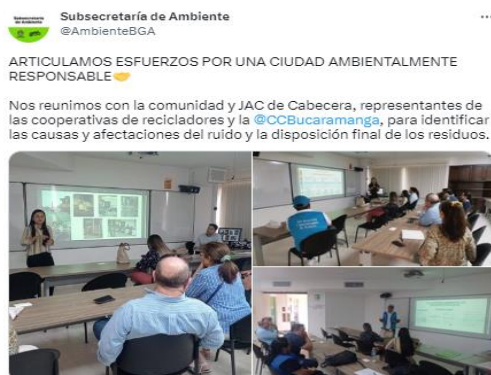 Subsecretaría de Ambiente
@AmbienteBGA
ARTICULAMOS ESFUERZOS POR UNA CIUDAD AMBIENTALMENTE
RESPONSABLE🤝
Nos reunimos con la comunidad y JAC de Cabecera, representantes de
las cooperativas de recicladores y la @CCBucaramanga, para identificar
las causas y afectaciones del ruido y la disposición final de los residuos.